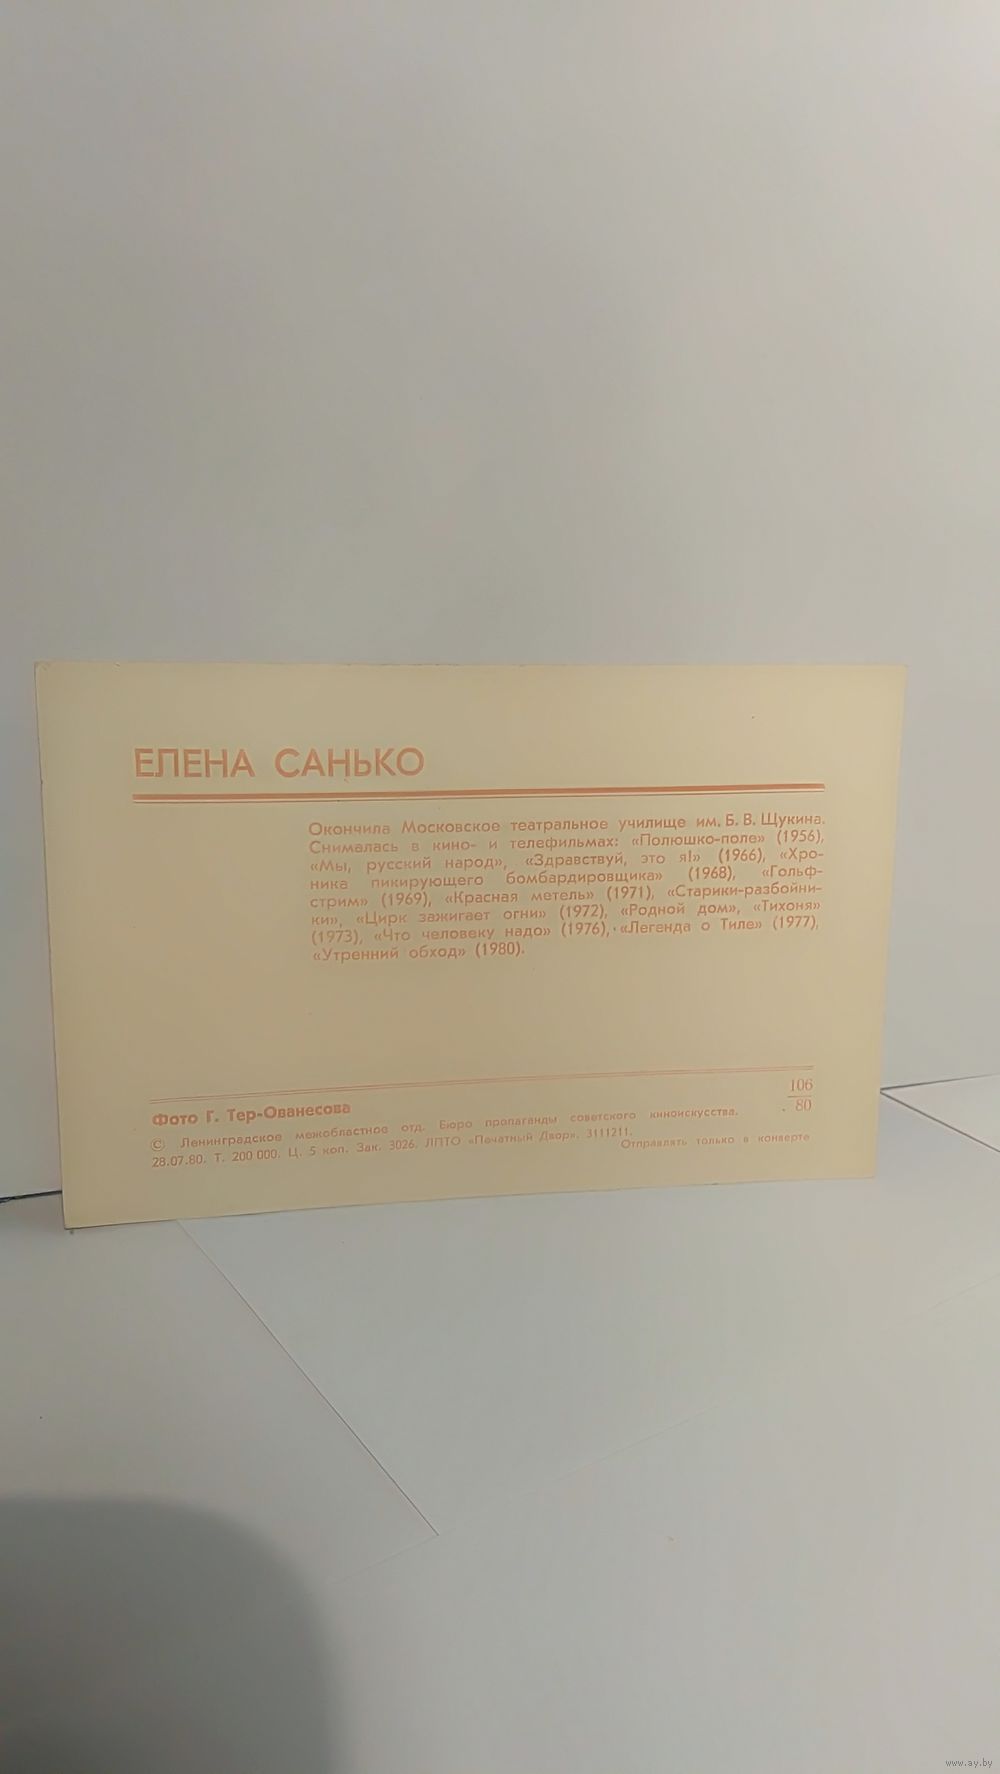 ЕЛЕНА САНЬКО
Окончила Московское театральное училище им. Б. В. Щукина.
Снималась в кино- и телефильмах: «Полюшко-поле» (1956),
«Мы, русский народ», «Здравствуй, это я!» (1966), «Хро-
ника пикирующего бомбардировщика» (1968), «Гольф-
стрим» (1969), «Красная метель» (1971), «Старики-разбойни-
ки», «Цирк зажигает огни» (1972), «Родной дом», «Тихоня»
(1973), «Что человеку надо» (1976), «Легенда о Тиле» (1977),
«Утренний обход» (1980).
Фото Г. Тер-Ованесова
106
80
© Ленинградское межобластное отд. Бюро пропаганды советского киноискусства.
28.07.80. Т. 200 000. Ц. 5 коп. Зак. 3026. ЛПТО «Печатный Двор». 3111211.
Отправлять только в конверте
www.ay.by